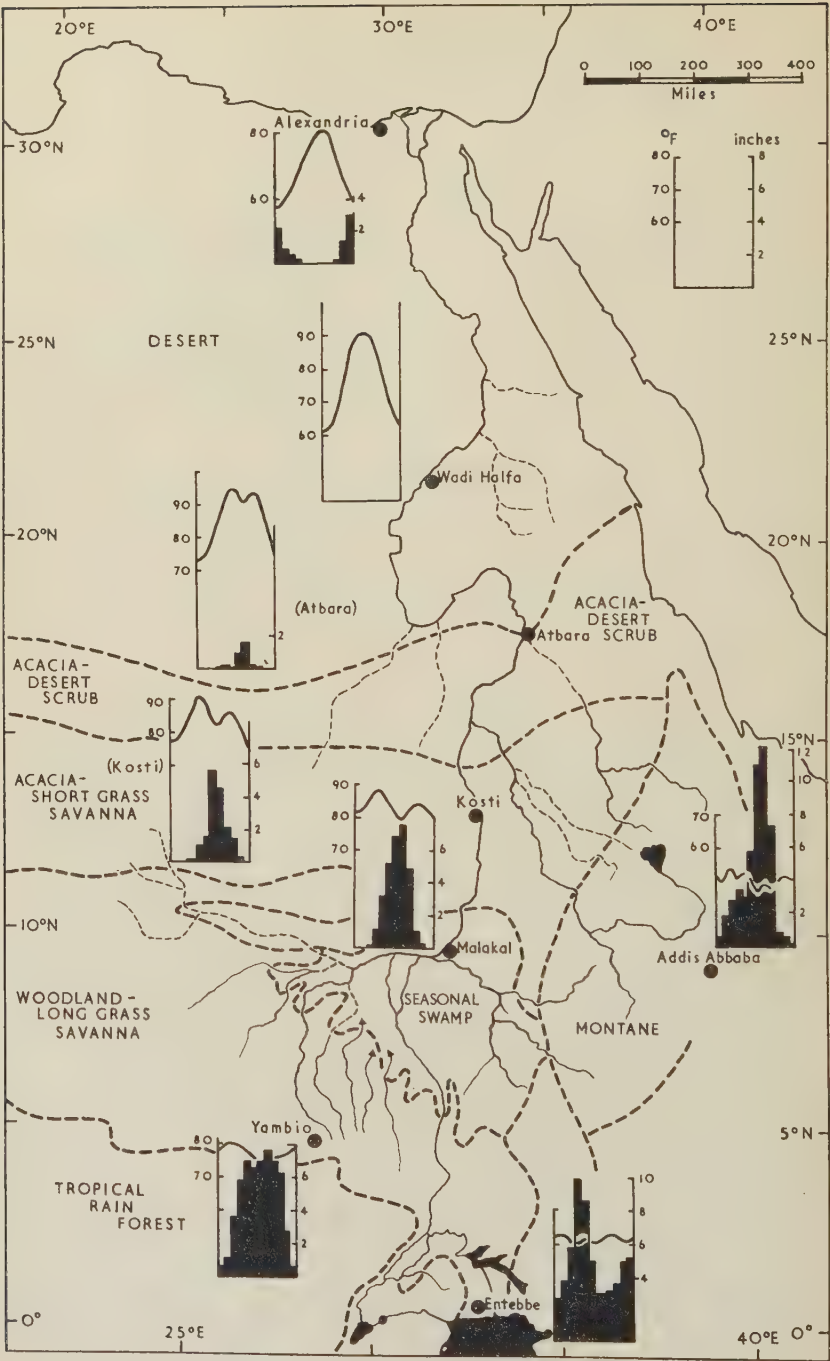 20°E 30°E 40°E
0 100 200 300 400
Miles
Alexandria
80
60
4
2
30°N
°F inches
80 8
70 6
60 4
2
25°N
DESERT
90
80
70
60
25°N
Wadi Halfa
90
80
70
20°N
20°N
(Atbara)
2
ACACIA-
DESERT
SCRUB
Atbara
ACACIA-
DESERT
SCRUB
90
80
(Kosti)
6
4
2
ACACIA-
SHORT GRASS
SAVANNA
90
80
6
4
2
Kosti
15°N
12
10
8
70
60
2
10°N
Malakal
Addis Abbaba
WOODLAND-
LONG GRASS
SAVANNA
SEASONAL
SWAMP
MONTANE
Yambio
80
70
6
4
2
5°N
TROPICAL
RAIN
FOREST
10
8
6
4
Entebbe
0°
25°E
40°E 0°